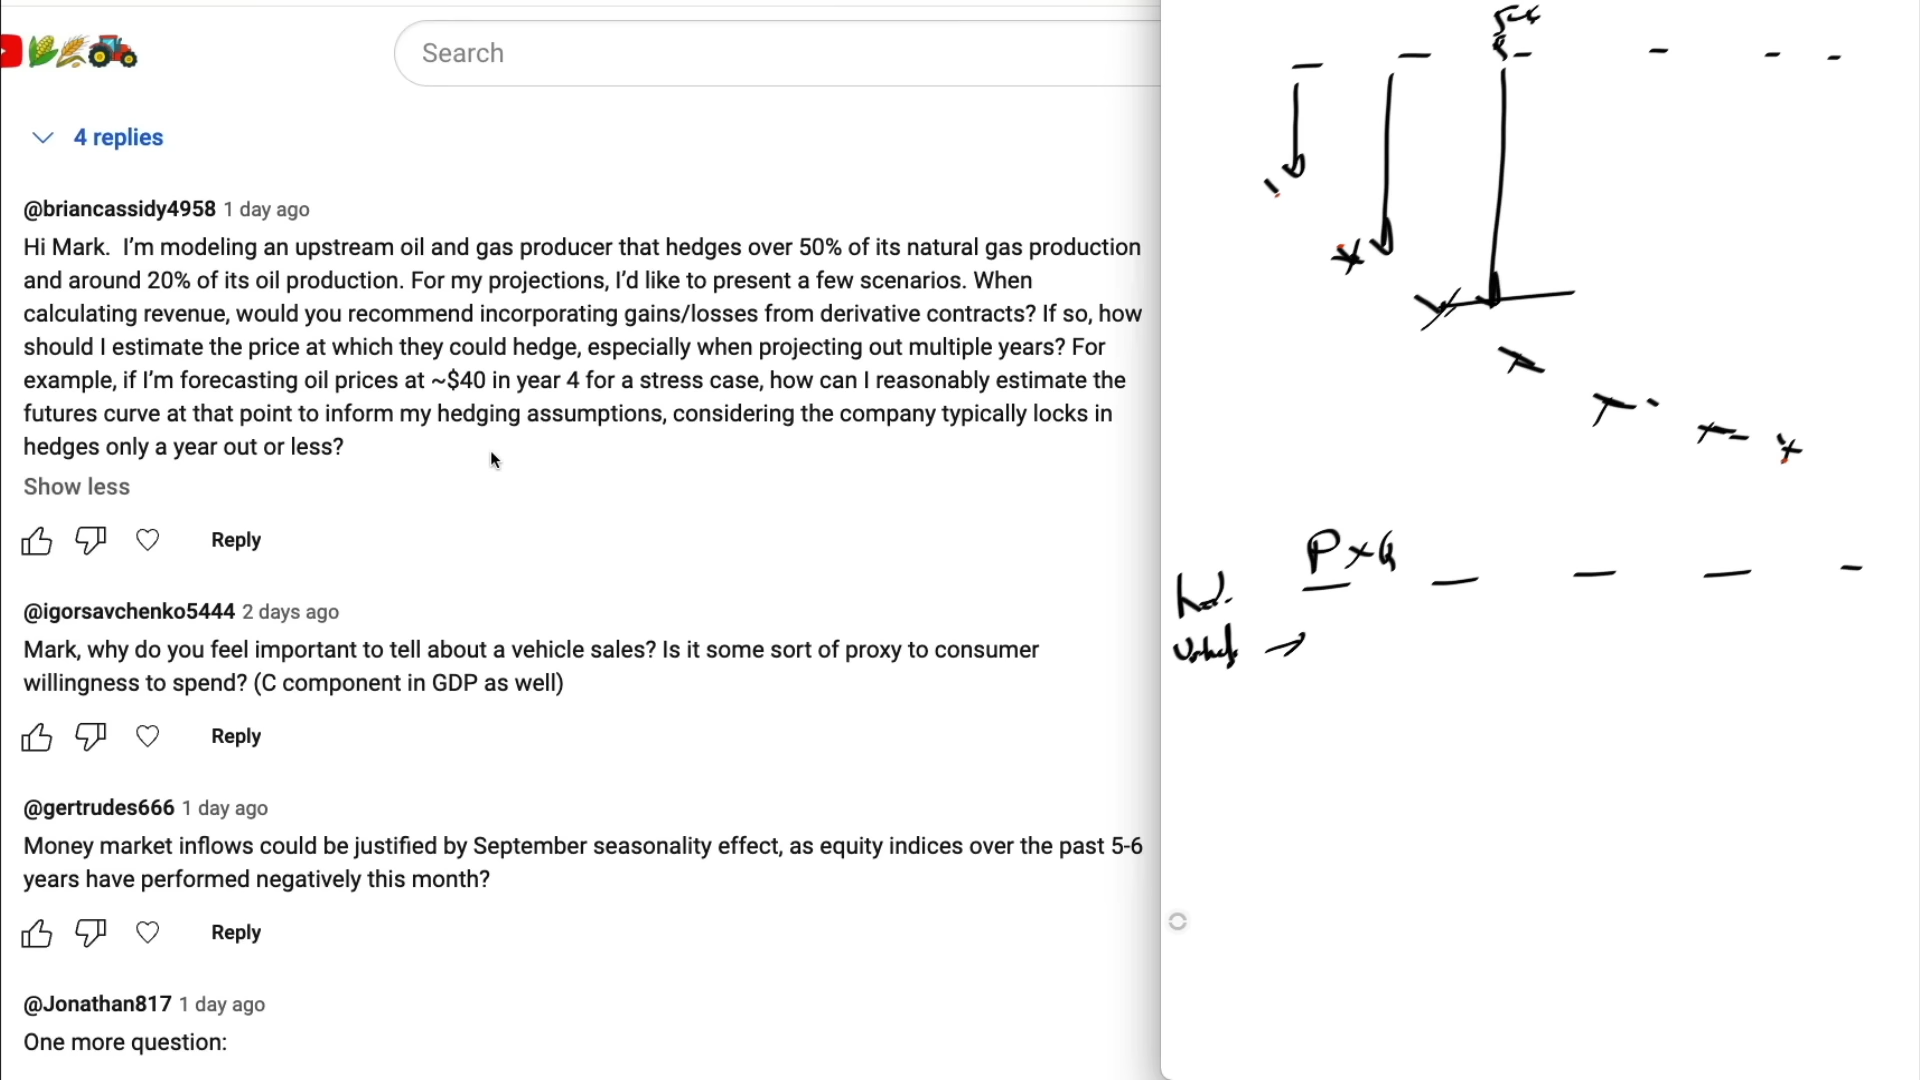 Search
4 replies
@briancassidy4958 1 day ago
Hi Mark. I'm modeling an upstream oil and gas producer that hedges over 50% of its natural gas production
and around 20% of its oil production. For my projections, I'd like to present a few scenarios. When
calculating revenue, would you recommend incorporating gains/losses from derivative contracts? If so, how
should I estimate the price at which they could hedge, especially when projecting out multiple years? For
example, if I'm forecasting oil prices at ~$40 in year 4 for a stress case, how can I reasonably estimate the
futures curve at that point to inform my hedging assumptions, considering the company typically locks in
hedges only a year out or less?
Show less
Reply
@igorsavchenko5444 2 days ago
Mark, why do you feel important to tell about a vehicle sales? Is it some sort of proxy to consumer
willingness to spend? (C component in GDP as well)
Reply
@gertrudes666 1 day ago
Money market inflows could be justified by September seasonality effect, as equity indices over the past 5-6
years have performed negatively this month?
Reply
@Jonathan817 1 day ago
One more question:
P x Q